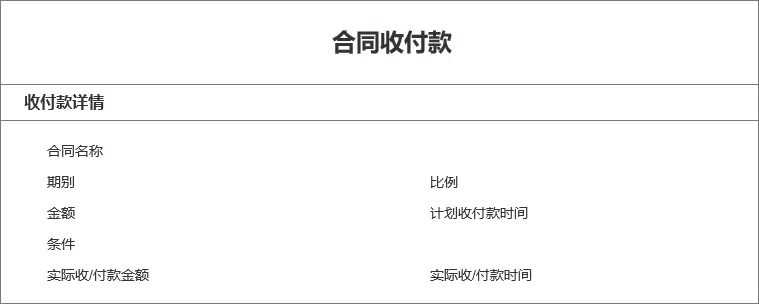 合同收付款
收付款详情
合同名称
期别 比例
金额 计划收付款时间
条件
实际收/付款金额 实际收/付款时间